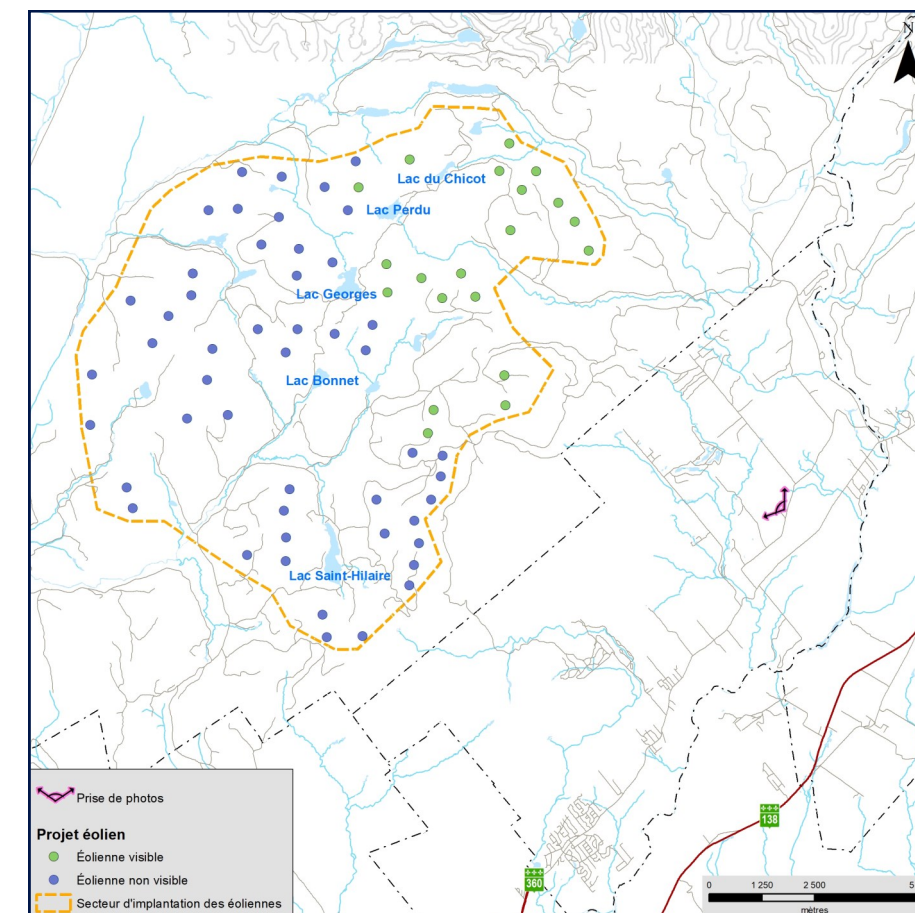 N
Lac du Chicot
Lac Perdu
Lac Georges
Lac Bonnet
Lac Saint-Hilaire
138
360
Prise de photos
Projet éolien
Éolienne visible
Éolienne non visible
Secteur d'implantation des éoliennes
0 1 250 2 500
mètres